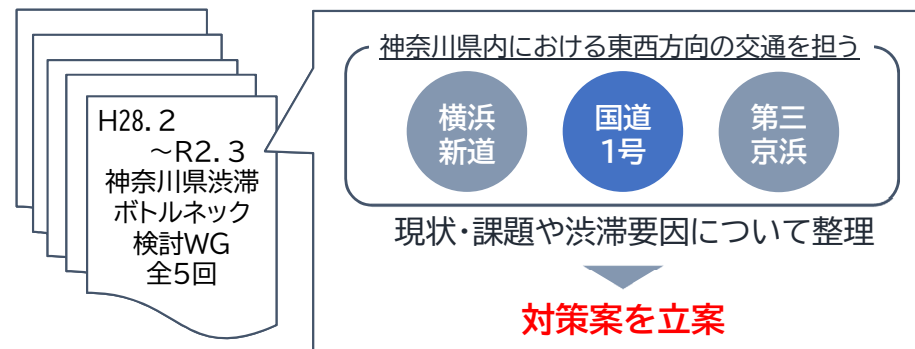 H28.2
～R2.3
神奈川県渋滞
ボトルネック
検討WG
全5回
神奈川県内における東西方向の交通を担う
横浜
新道
国道
1号
第三
京浜
現状・課題や渋滞要因について整理
対策案を立案